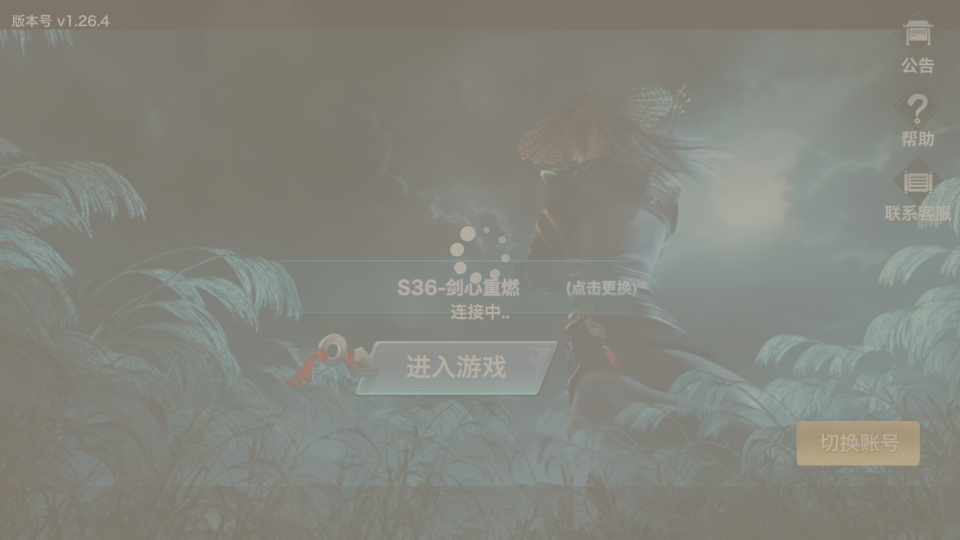 版本号 v1.26.4
公告
帮助
联系客服
S36-剑心重燃 (点击更换)
连接中..
进入游戏
切换账号